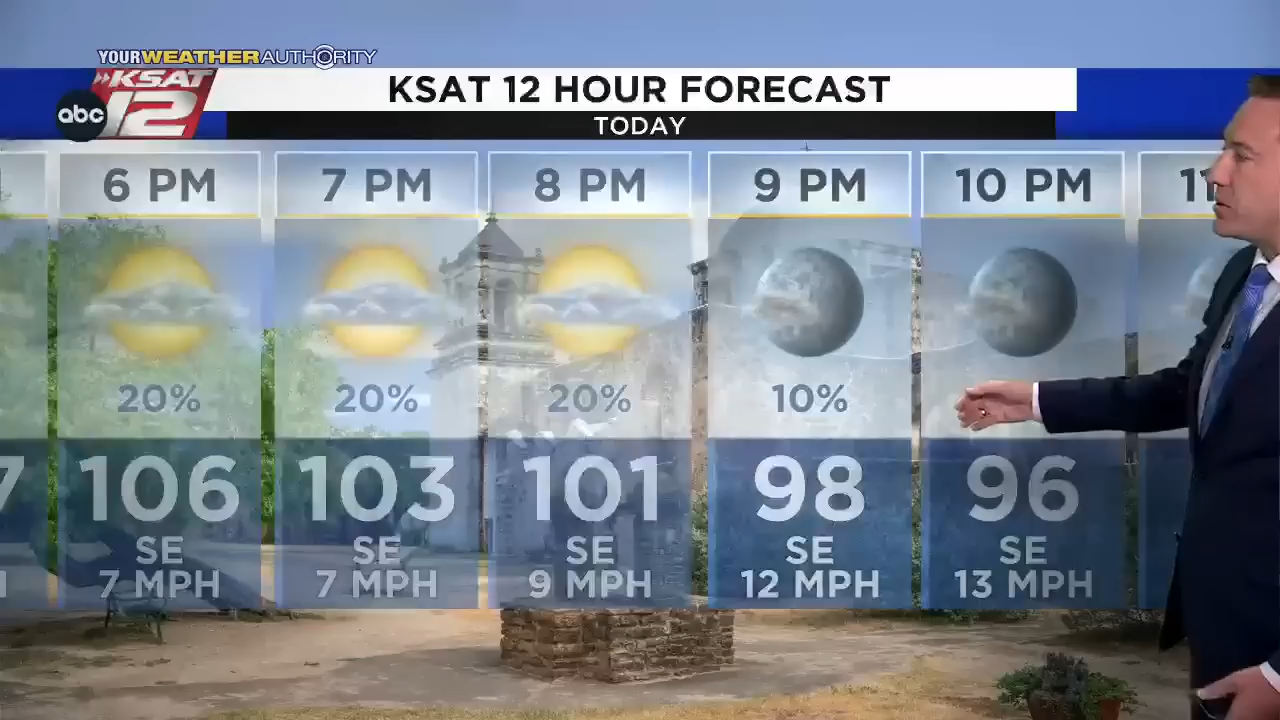 YOURWEATHERAUTHORITY
KSAT
abc 12
KSAT 12 HOUR FORECAST
TODAY
6 PM 7 PM 8 PM 9 PM 10 PM 11
20% 20% 20% 10%
7 106 103 101 98 96
SE SE SE SE SE
7 MPH 7 MPH 9 MPH 12 MPH 13 MPH